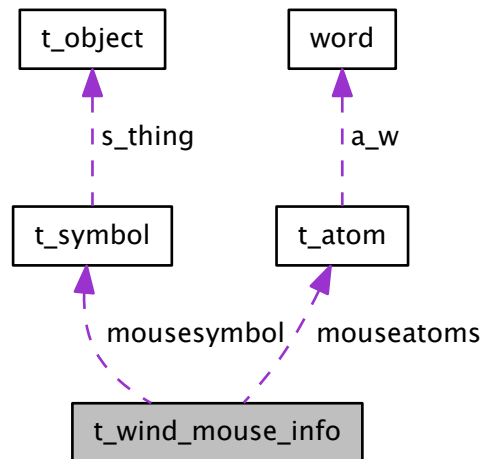 t_object
word
s_thing
a_w
t_symbol
t_atom
mousesymbol
mouseatoms
t_wind_mouse_info